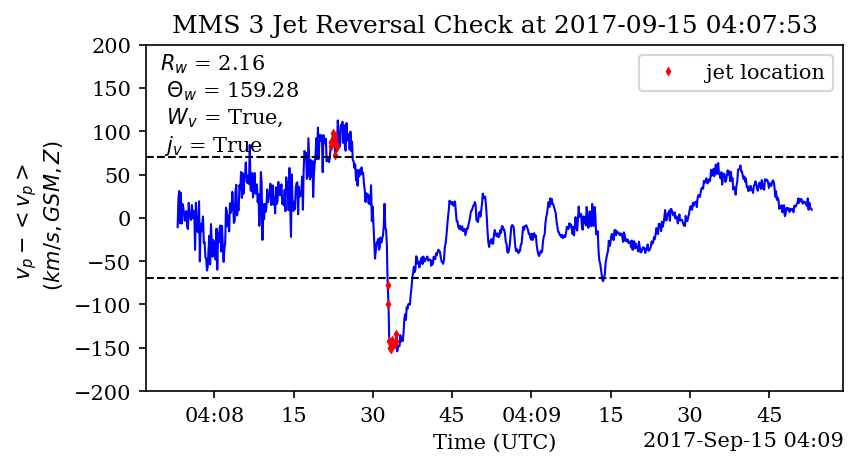 MMS 3 Jet Reversal Check at 2017-09-15 04:07:53
200
150
100
50
0
−50
−100
−150
−200
v_p − < v_p >
(km/s, GSM, Z)
R_w = 2.16
Θ_w = 159.28
W_v = True,
j_v = True
jet location
04:08 15 30 45 04:09 15 30 45
Time (UTC)
2017-Sep-15 04:09